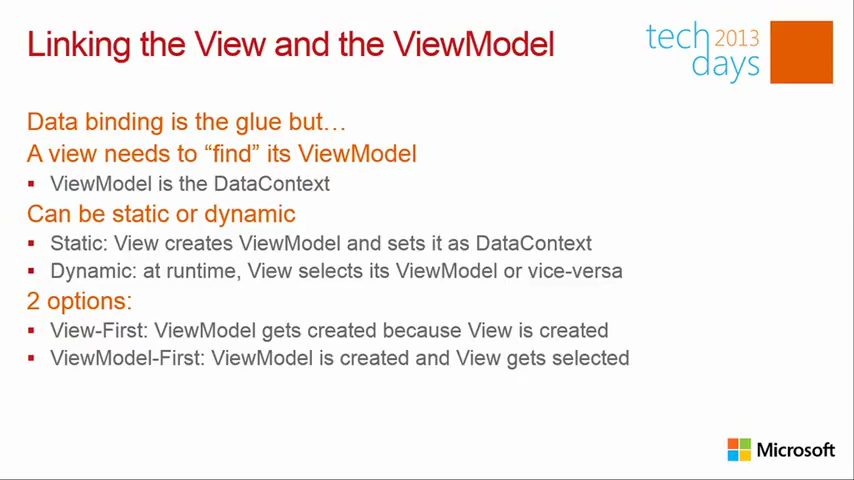 Linking the View and the ViewModel
tech 2013
days
Data binding is the glue but…
A view needs to “find” its ViewModel
▪ ViewModel is the DataContext
Can be static or dynamic
▪ Static: View creates ViewModel and sets it as DataContext
▪ Dynamic: at runtime, View selects its ViewModel or vice-versa
2 options:
▪ View-First: ViewModel gets created because View is created
▪ ViewModel-First: ViewModel is created and View gets selected
Microsoft